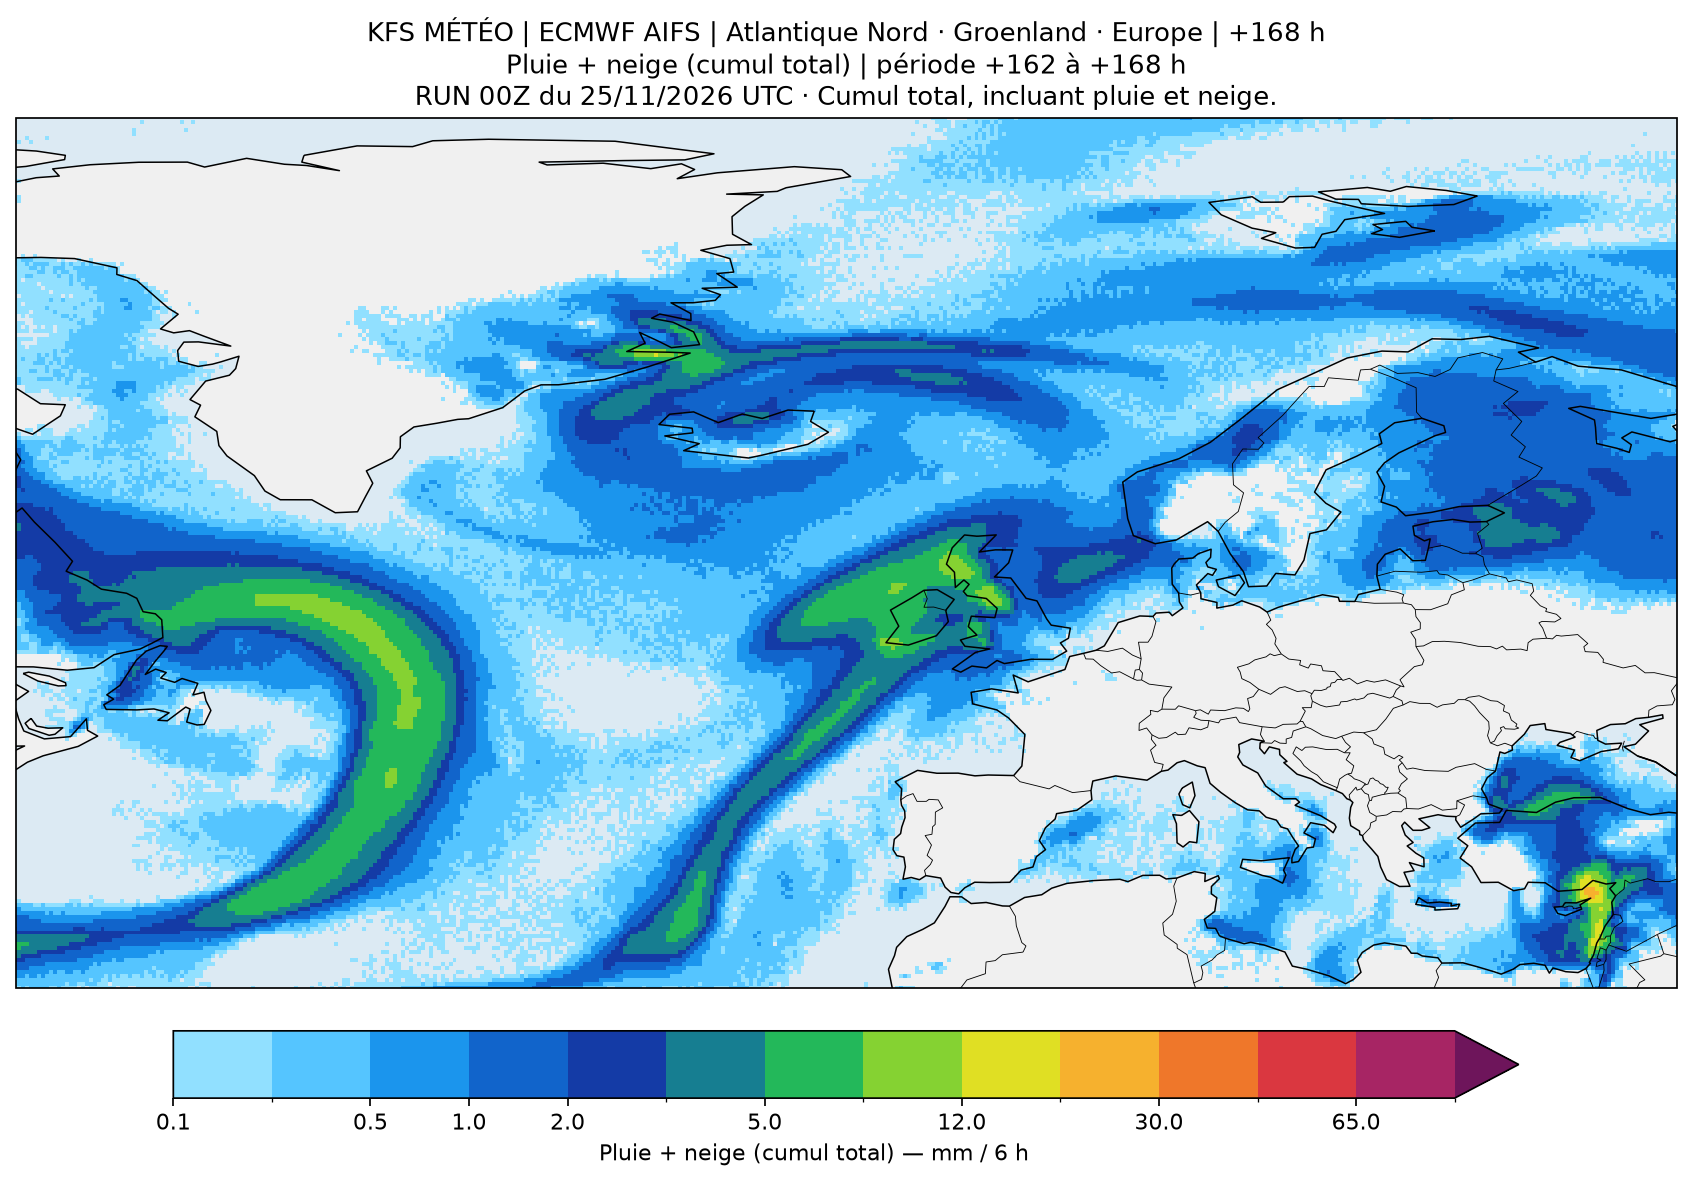 KFS MÉTÉO | ECMWF AIFS | Atlantique Nord · Groenland · Europe | +168 h
Pluie + neige (cumul total) | période +162 à +168 h
RUN 00Z du 25/11/2026 UTC · Cumul total, incluant pluie et neige.
0.1 0.5 1.0 2.0 5.0 12.0 30.0 65.0
Pluie + neige (cumul total) — mm / 6 h